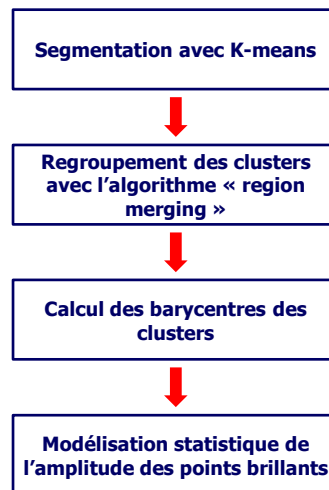 Segmentation avec K-means
Regroupement des clusters
avec l'algorithme « region
merging »
Calcul des barycentres des
clusters
Modélisation statistique de
l'amplitude des points brillants